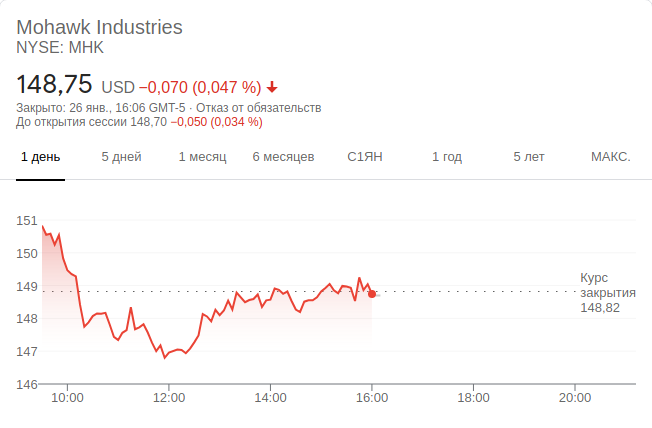 Mohawk Industries
NYSE: MHK
148,75 USD −0,070 (0,047 %)
Закрыто: 26 янв., 16:06 GMT-5 · Отказ от обязательств
До открытия сессии 148,70 −0,050 (0,034 %)
1 день 5 дней 1 месяц 6 месяцев С1ЯН 1 год 5 лет МАКС.
151
150
149
148
147
146
Курс
закрытия
148,82
10:00 12:00 14:00 16:00 18:00 20:00